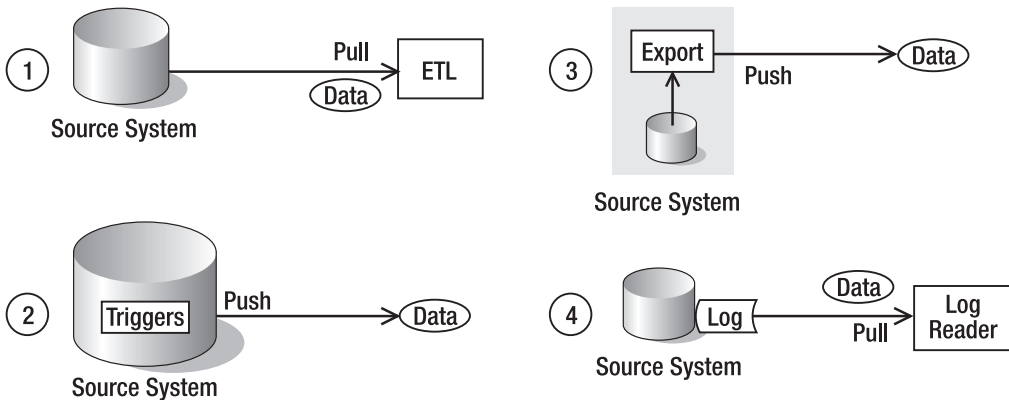 1
Pull
ETL
Data
Source System
2
Triggers
Push
Data
Source System
3
Export
Push
Data
Source System
4
Log
Data
Pull
Log
Reader
Source System